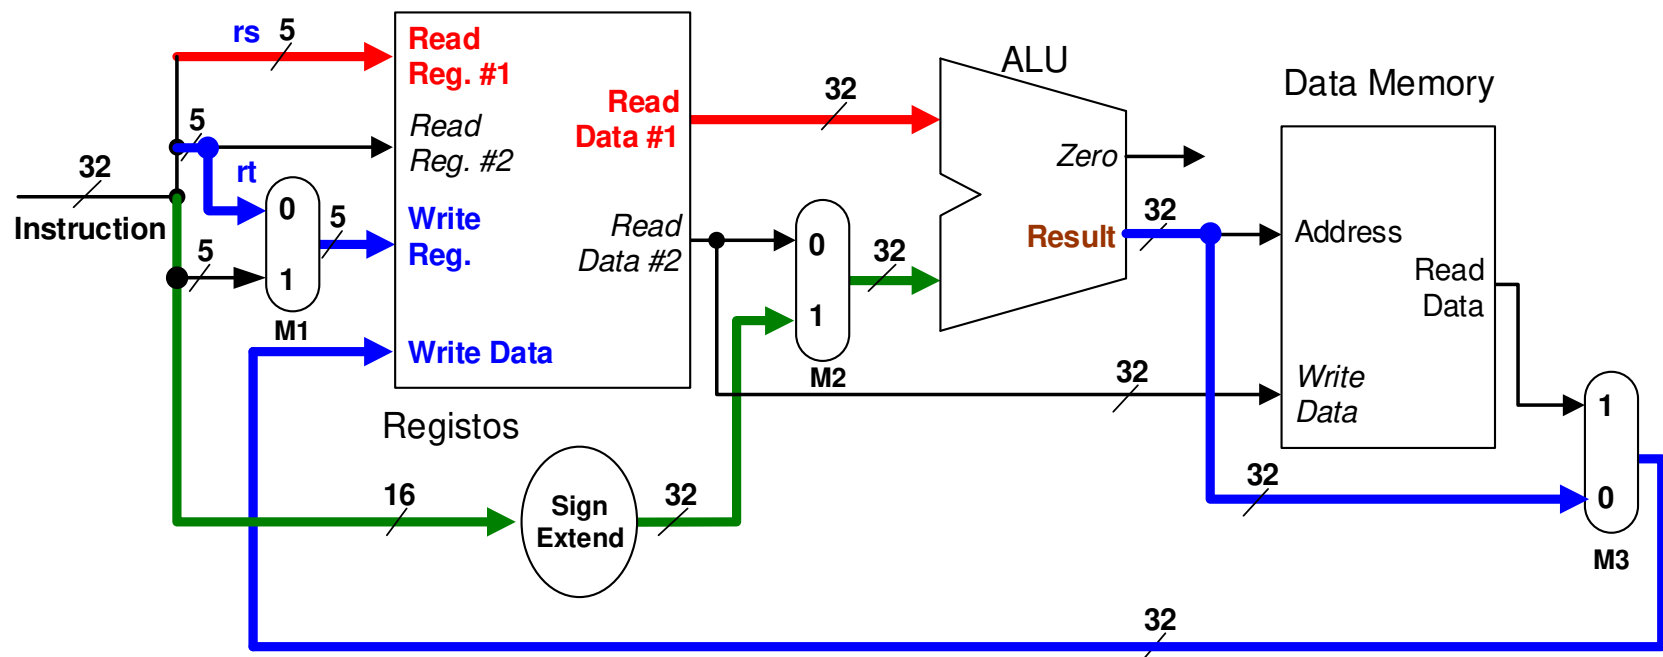 rs
5
Read
Reg. #1
5
Read
Reg. #2
32
Instruction
rt
0
1
M1
5
5
Write
Reg.
Write Data
Read
Data #1
Read
Data #2
Registos
16
Sign
Extend
32
32
0
1
M2
32
ALU
Zero
Result
32
32
Data Memory
Address
Read
Data
Write
Data
32
1
0
M3
32